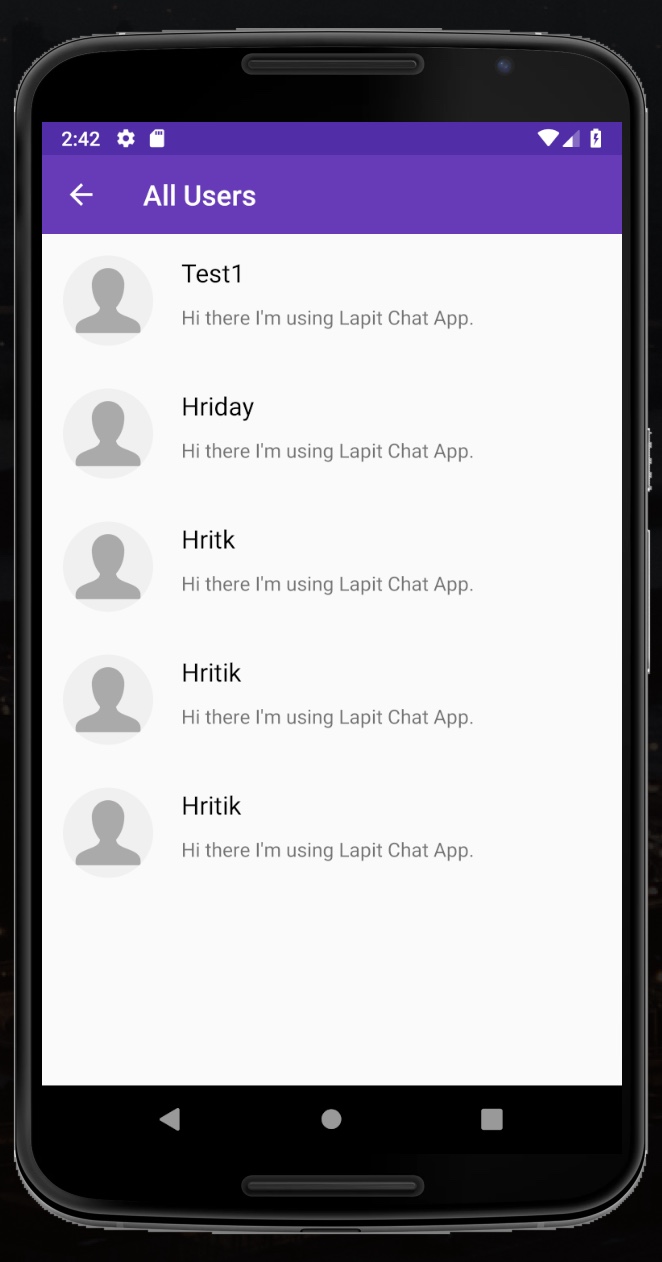 2:42
All Users
Test1
Hi there I'm using Lapit Chat App.
Hriday
Hi there I'm using Lapit Chat App.
Hritk
Hi there I'm using Lapit Chat App.
Hritik
Hi there I'm using Lapit Chat App.
Hritik
Hi there I'm using Lapit Chat App.